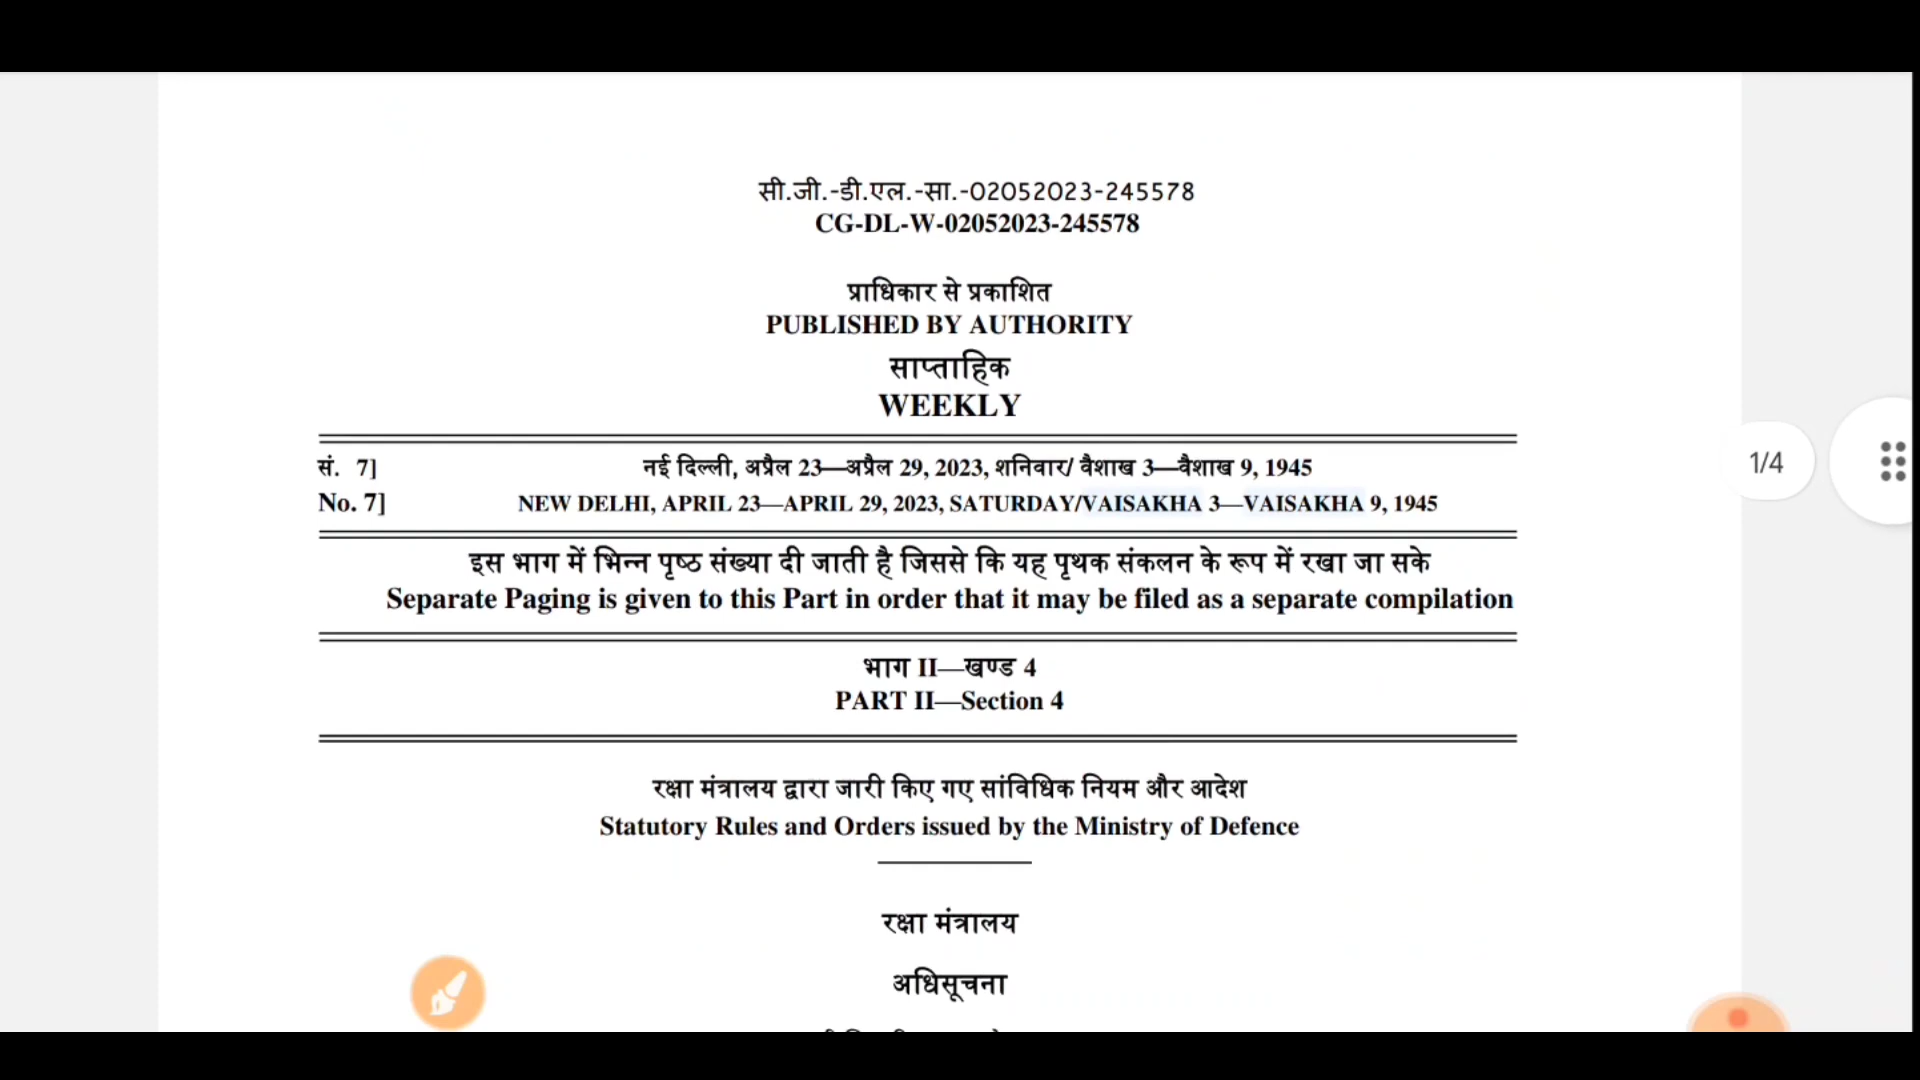 सी.जी.-डी.एल.-सा.-02052023-245578
CG-DL-W-02052023-245578
प्राधिकार से प्रकाशित
PUBLISHED BY AUTHORITY
साप्ताहिक
WEEKLY
सं. 7] नई दिल्ली, अप्रैल 23—अप्रैल 29, 2023, शनिवार/ वैशाख 3—वैशाख 9, 1945
No. 7] NEW DELHI, APRIL 23—APRIL 29, 2023, SATURDAY/VAISAKHA 3—VAISAKHA 9, 1945
1/4
इस भाग में भिन्न पृष्ठ संख्या दी जाती है जिससे कि यह पृथक संकलन के रूप में रखा जा सके
Separate Paging is given to this Part in order that it may be filed as a separate compilation
भाग II—खण्ड 4
PART II—Section 4
रक्षा मंत्रालय द्वारा जारी किए गए सांविधिक नियम और आदेश
Statutory Rules and Orders issued by the Ministry of Defence
रक्षा मंत्रालय
अधिसूचना